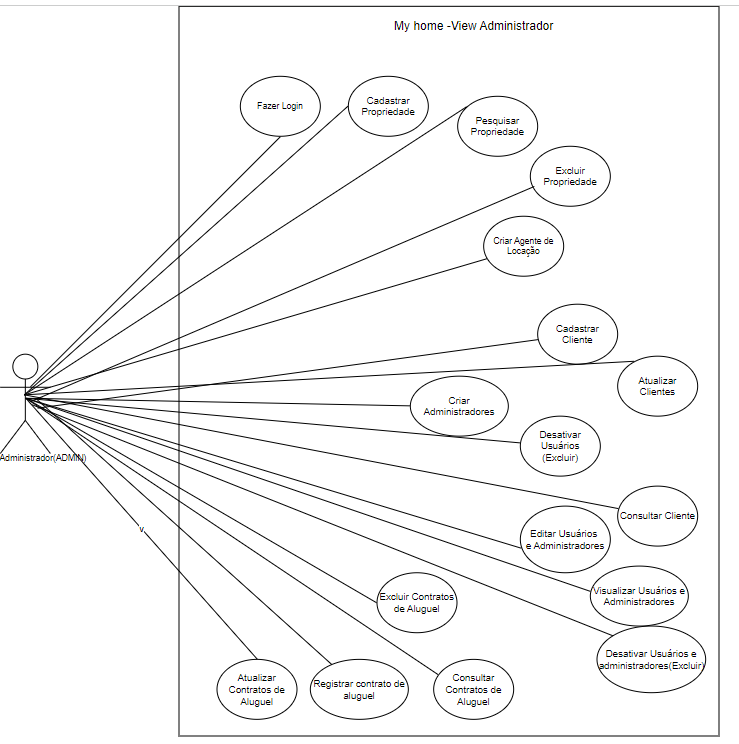 My home -View Administrador
Fazer Login
Cadastrar
Propriedade
Pesquisar
Propriedade
Excluir
Propriedade
Criar Agente de
Locação
Cadastrar
Cliente
Atualizar
Clientes
Criar
Administradores
Desativar
Usuários
(Excluir)
Administrador(ADMIN)
Consultar Cliente
v
Editar Usuários
e Administradores
Visualizar Usuários e
Administradores
Excluir Contratos
de Aluguel
Desativar Usuários e
administradores(Excluir)
Atualizar
Contratos de
Aluguel
Registrar contrato de
aluguel
Consultar
Contratos de
Aluguel